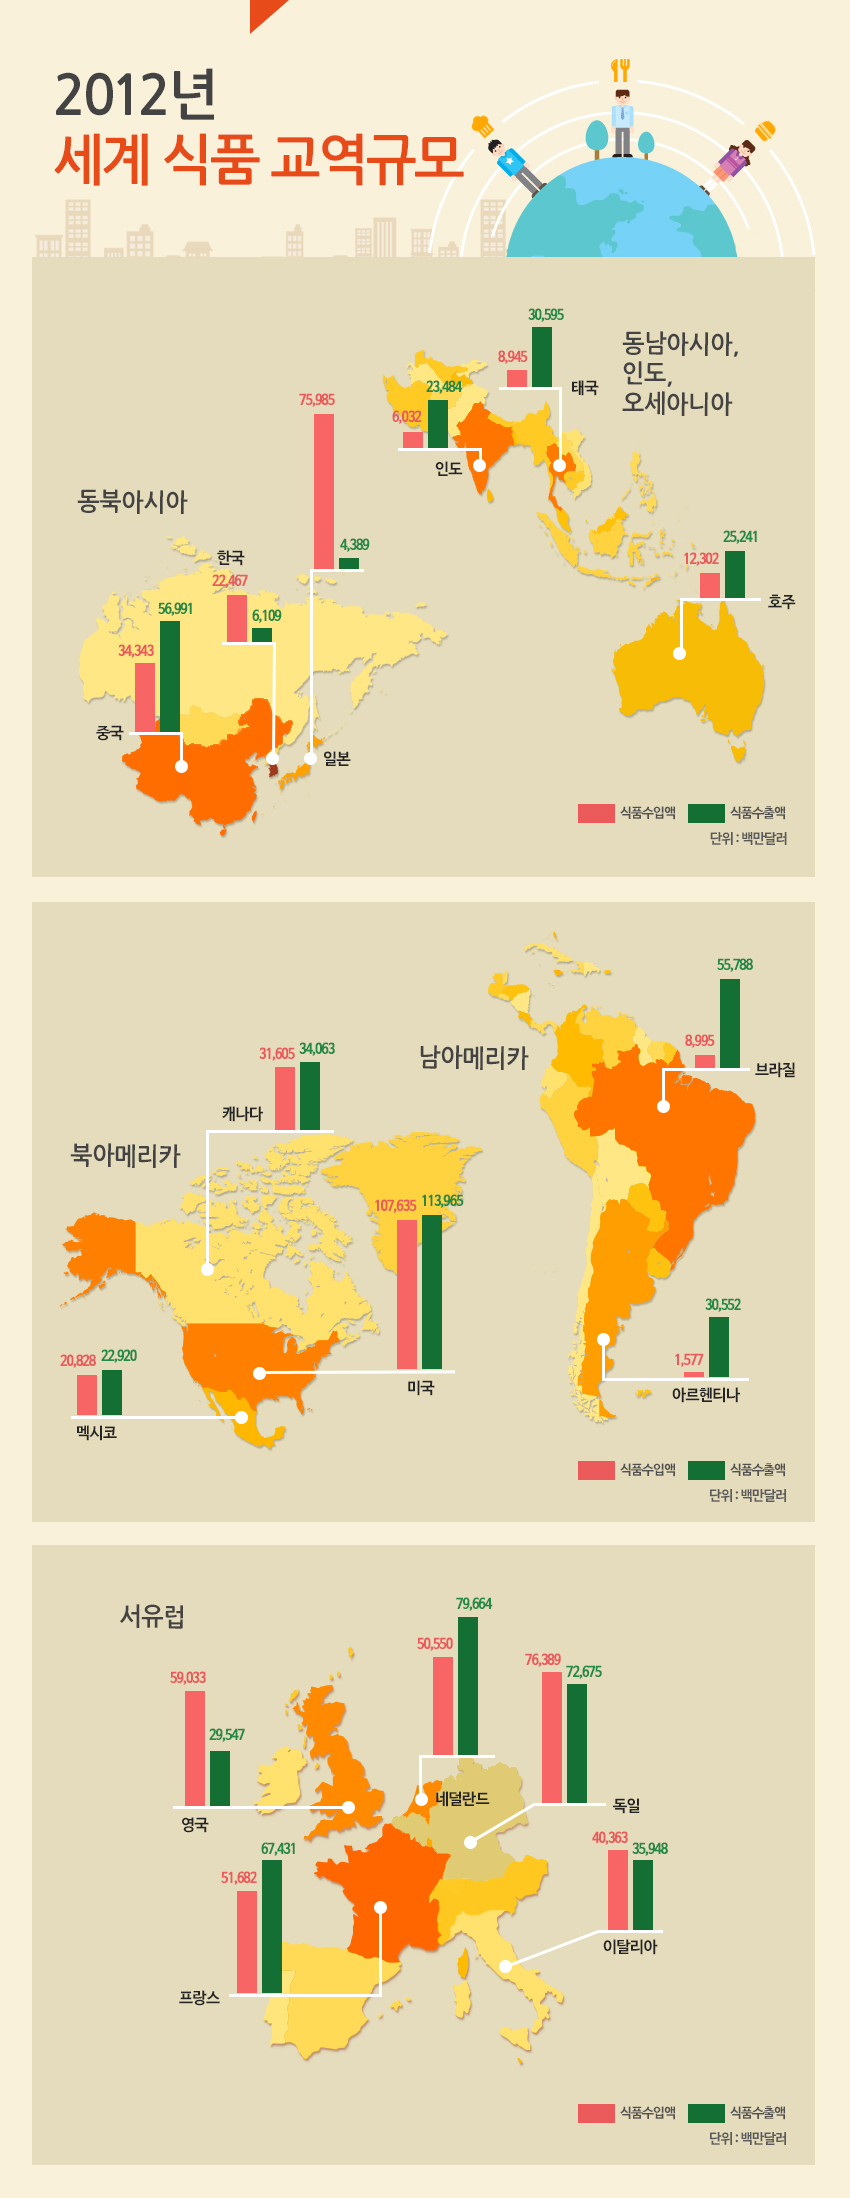 2012년
세계 식품 교역규모
동남아시아,
인도,
오세아니아
30,595
8,945
태국
23,484
6,032
인도
25,241
12,302
호주
동북아시아
75,985
4,389
일본
한국
22,467
6,109
56,991
34,343
중국
식품수입액
식품수출액
단위 : 백만달러
남아메리카
55,788
8,995
브라질
30,552
1,577
아르헨티나
북아메리카
31,605
34,063
캐나다
107,635
113,965
미국
20,828
22,920
멕시코
식품수입액
식품수출액
단위 : 백만달러
서유럽
79,664
50,550
네덜란드
76,389
72,675
독일
59,033
29,547
영국
40,363
35,948
이탈리아
67,431
51,682
프랑스
식품수입액
식품수출액
단위 : 백만달러